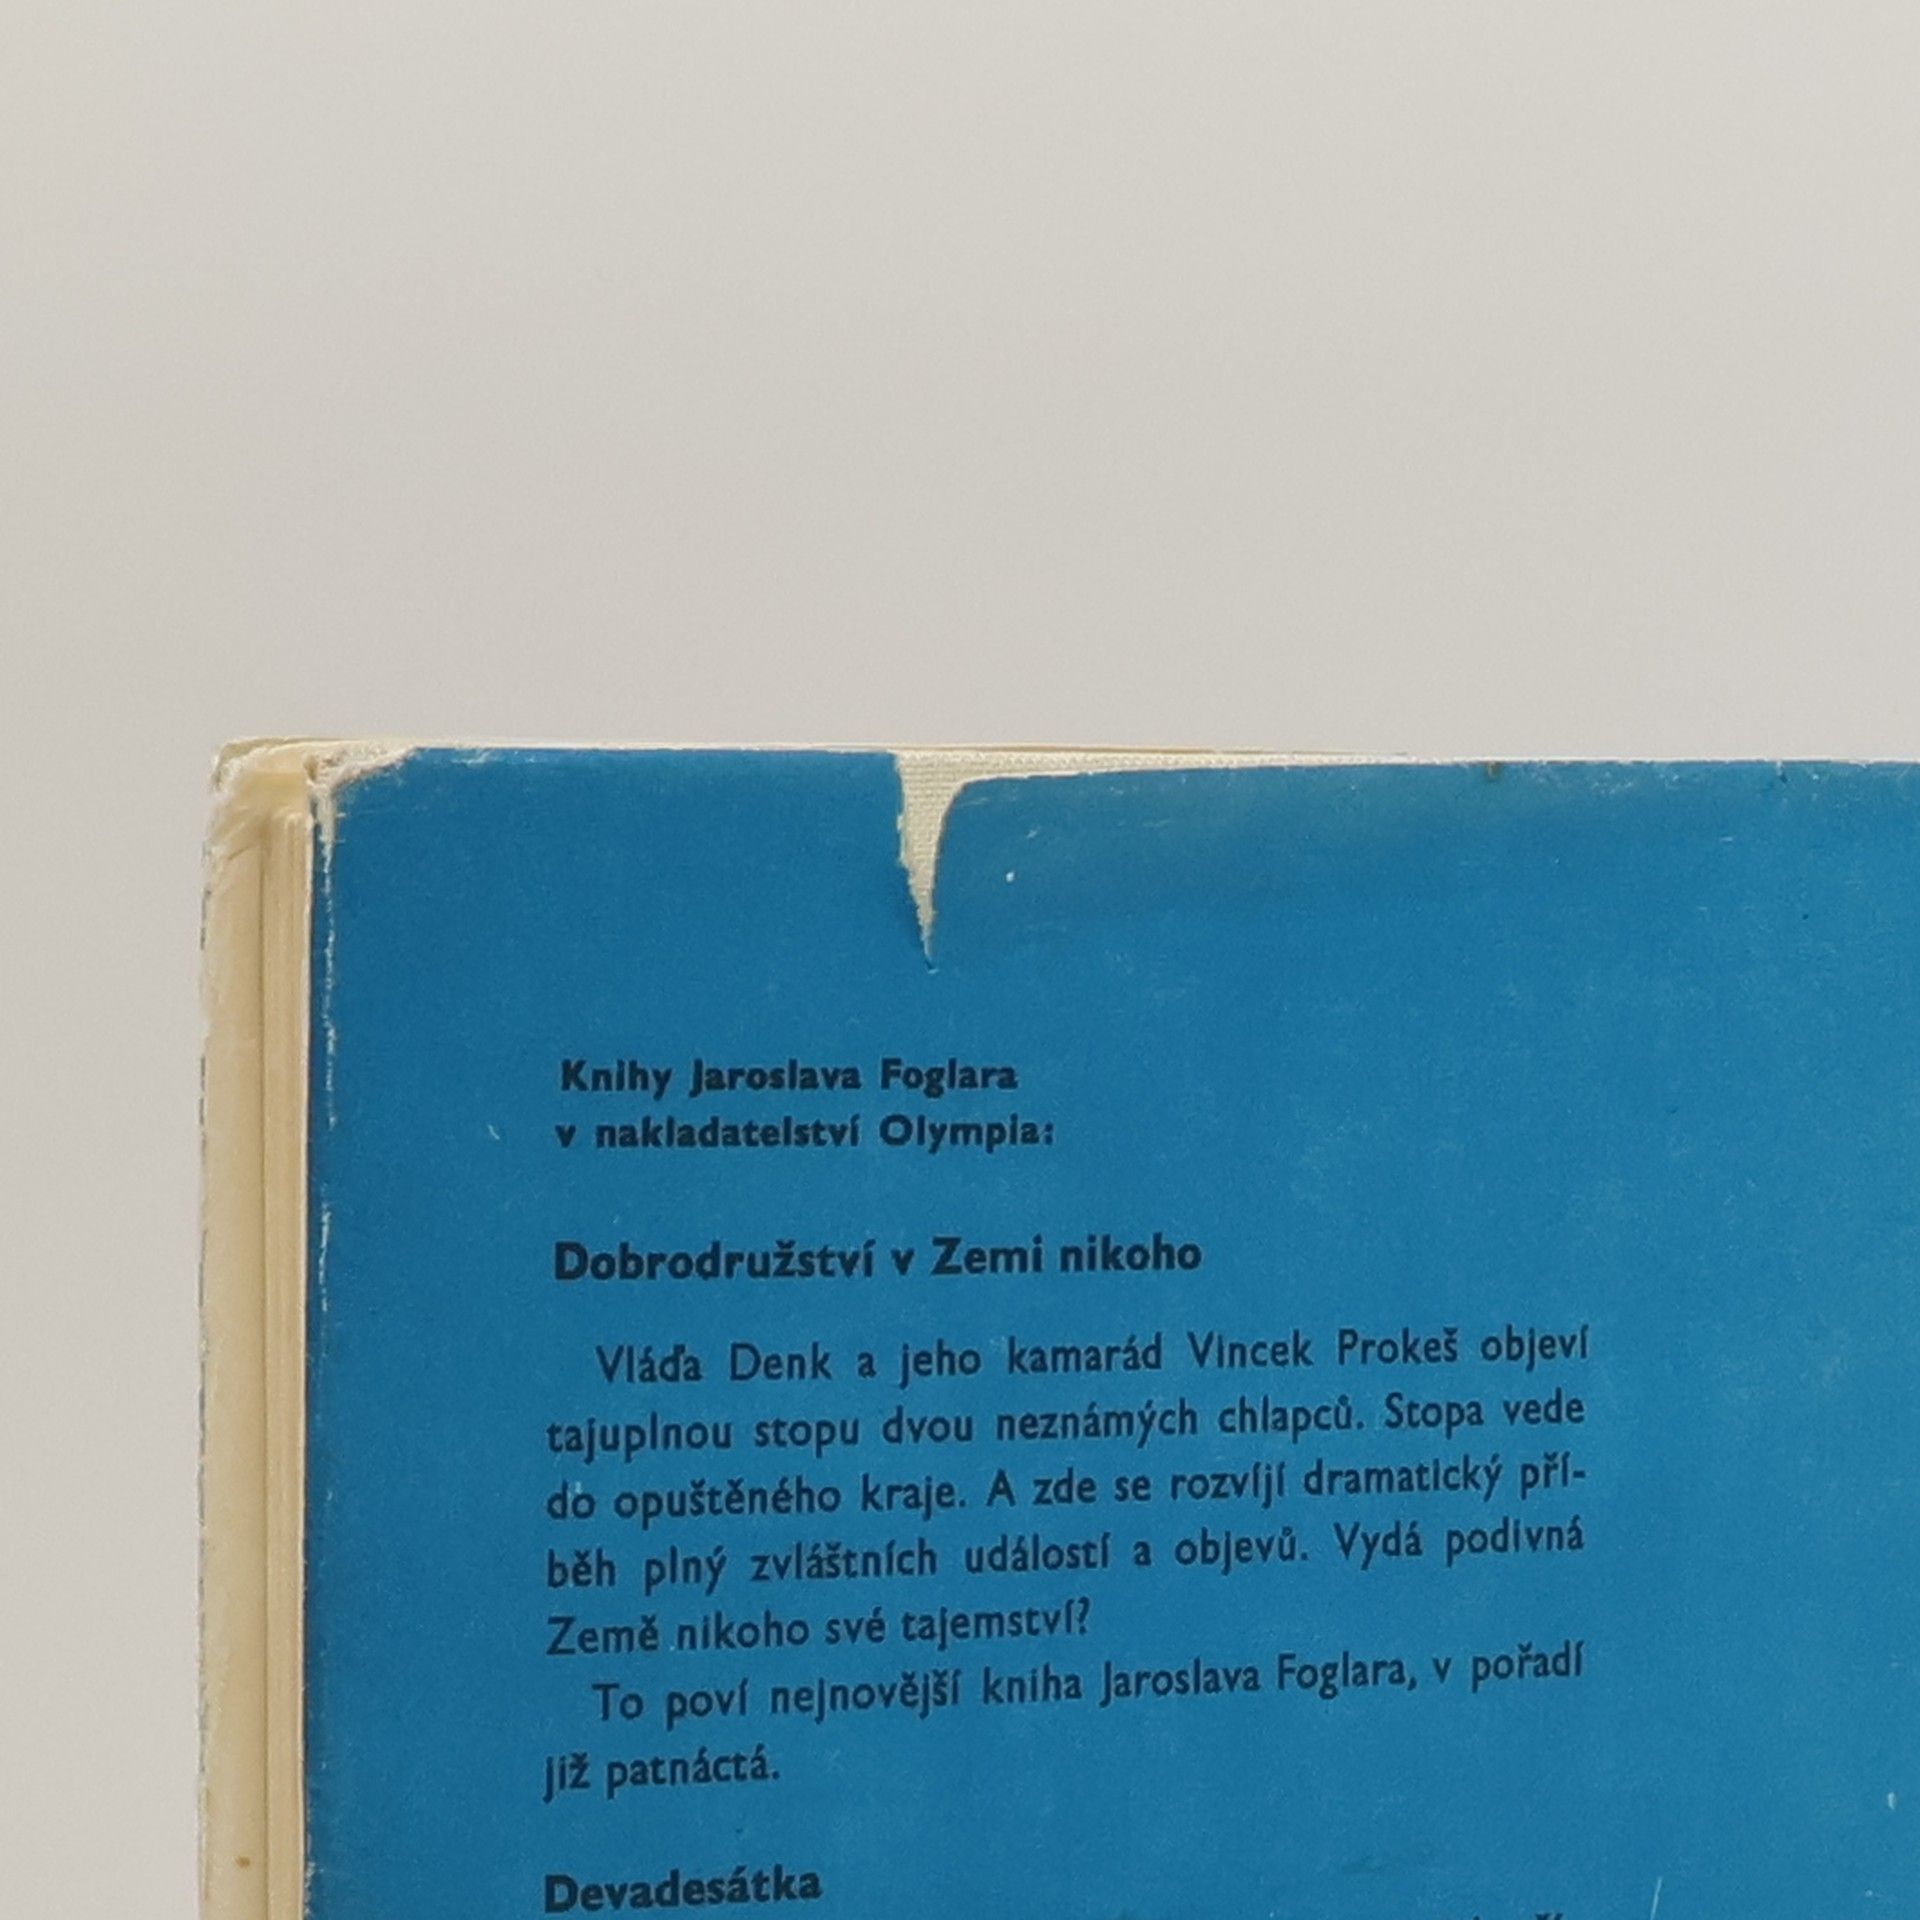 Knihy Jaroslava Foglara
v nakladatelství Olympia:
Dobrodružství v Zemi nikoho
Vláďa Denk a jeho kamarád Vincek Prokeš objeví
tajuplnou stopu dvou neznámých chlapců. Stopa vede
do opuštěného kraje. A zde se rozvíjí dramatický pří-
běh plný zvláštních událostí a objevů. Vydá podivná
Země nikoho své tajemství?
To poví nejnovější kniha Jaroslava Foglara, v pořadí
již patnáctá.
Devadesátka